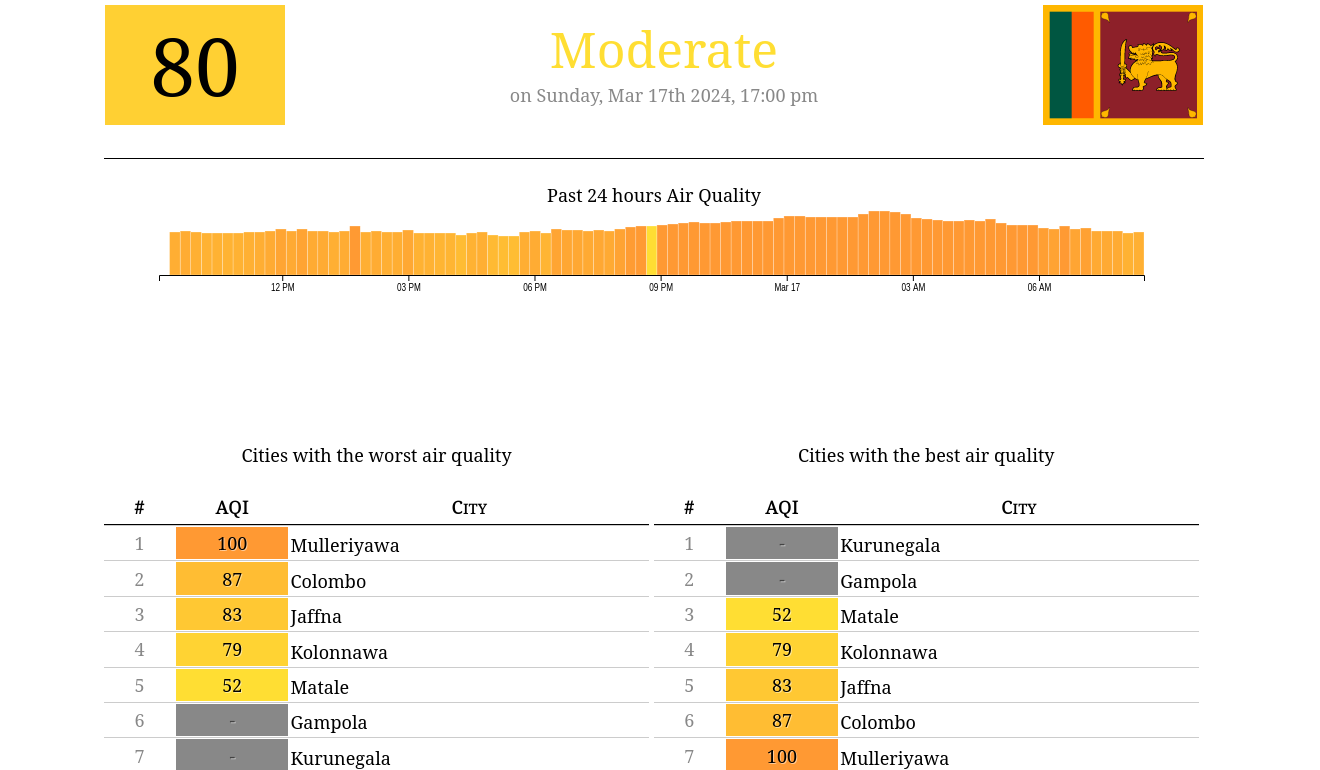 80
Moderate
on Sunday, Mar 17th 2024, 17:00 pm
Past 24 hours Air Quality
12 PM 03 PM 06 PM 09 PM Mar 17 03 AM 06 AM
Cities with the worst air quality
# AQI City
1 100 Mulleriyawa
2 87 Colombo
3 83 Jaffna
4 79 Kolonnawa
5 52 Matale
6 - Gampola
7 - Kurunegala
Cities with the best air quality
# AQI City
1 - Kurunegala
2 - Gampola
3 52 Matale
4 79 Kolonnawa
5 83 Jaffna
6 87 Colombo
7 100 Mulleriyawa